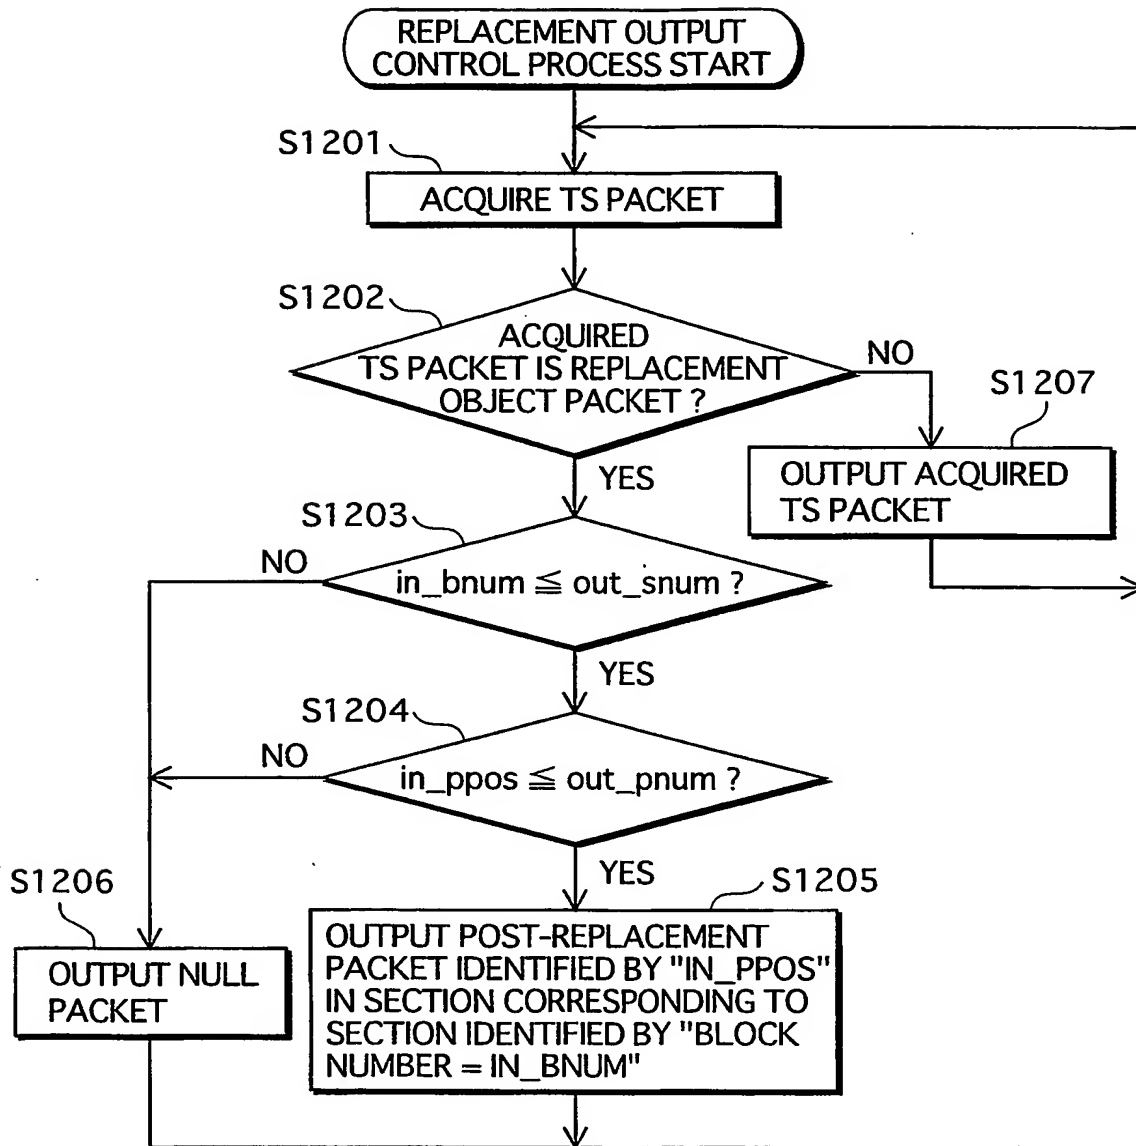 REPLACEMENT OUTPUT
CONTROL PROCESS START
S1201
ACQUIRE TS PACKET
S1202
ACQUIRED
TS PACKET IS REPLACEMENT
OBJECT PACKET ?
NO
S1207
OUTPUT ACQUIRED
TS PACKET
YES
S1203
NO
in_bnum ≦ out_snum ?
YES
S1204
NO
in_ppos ≦ out_pnum ?
YES
S1206
OUTPUT NULL
PACKET
S1205
OUTPUT POST-REPLACEMENT
PACKET IDENTIFIED BY "IN_PPOS"
IN SECTION CORRESPONDING TO
SECTION IDENTIFIED BY "BLOCK
NUMBER = IN_BNUM"